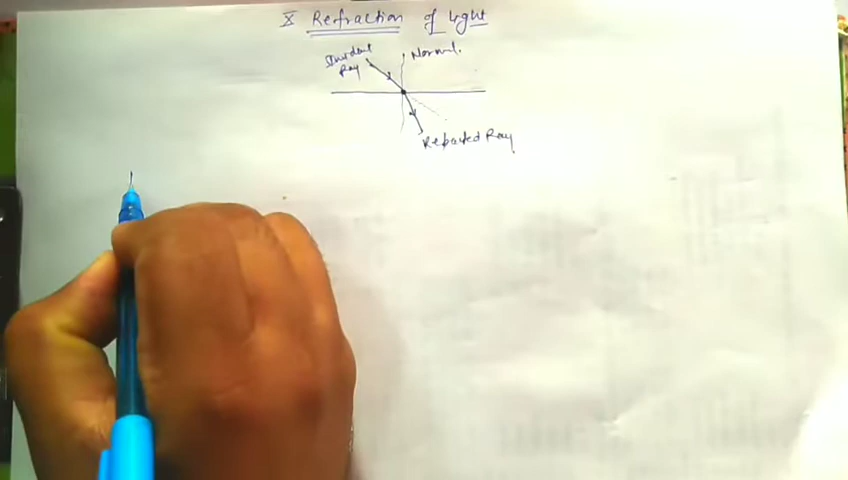 X Refraction of light
Incident
Ray
Normal.
Refracted Ray